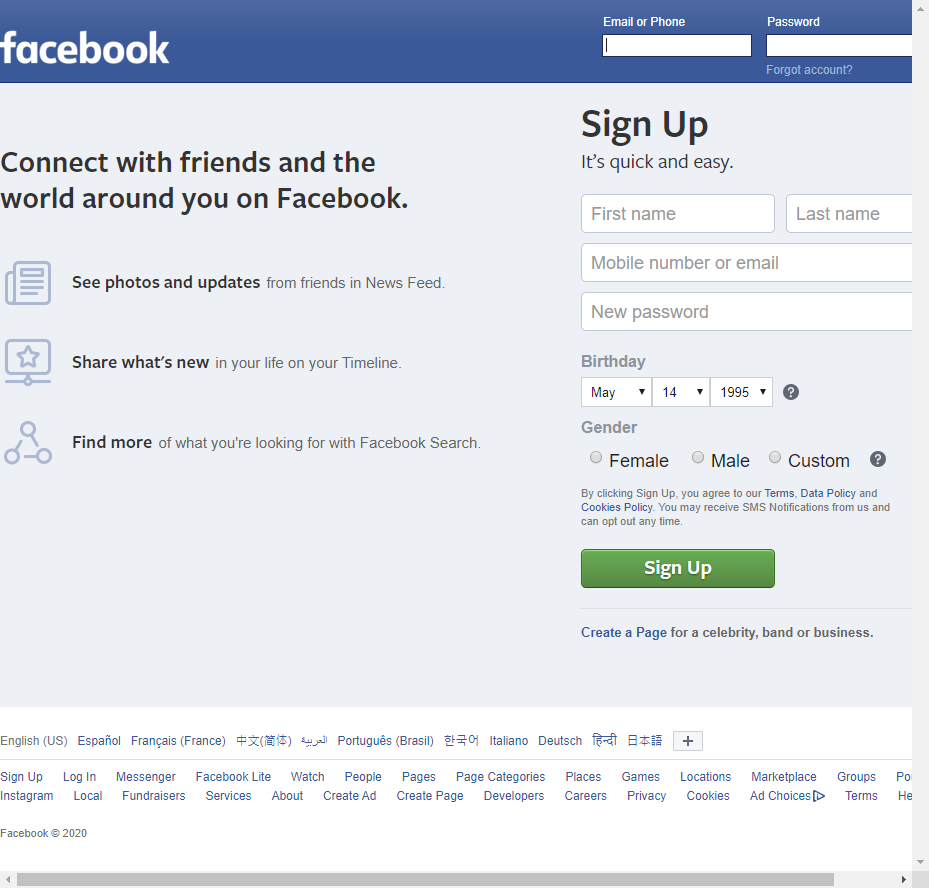 Email or Phone Password
facebook
Forgot account?
Sign Up
It's quick and easy.
Connect with friends and the
world around you on Facebook.
First name Last name
Mobile number or email
New password
See photos and updates from friends in News Feed.
Share what's new in your life on your Timeline.
Find more of what you're looking for with Facebook Search.
Birthday
May 14 1995 ?
Gender
Female Male Custom ?
By clicking Sign Up, you agree to our Terms, Data Policy and
Cookies Policy. You may receive SMS Notifications from us and
can opt out any time.
Sign Up
Create a Page for a celebrity, band or business.
English (US) Español Français (France) 中文(简体) العربية Português (Brasil) 한국어 Italiano Deutsch हिन्दी 日本語 +
Sign Up Log In Messenger Facebook Lite Watch People Pages Page Categories Places Games Locations Marketplace Groups
Instagram Local Fundraisers Services About Create Ad Create Page Developers Careers Privacy Cookies Ad Choices Terms
Facebook © 2020